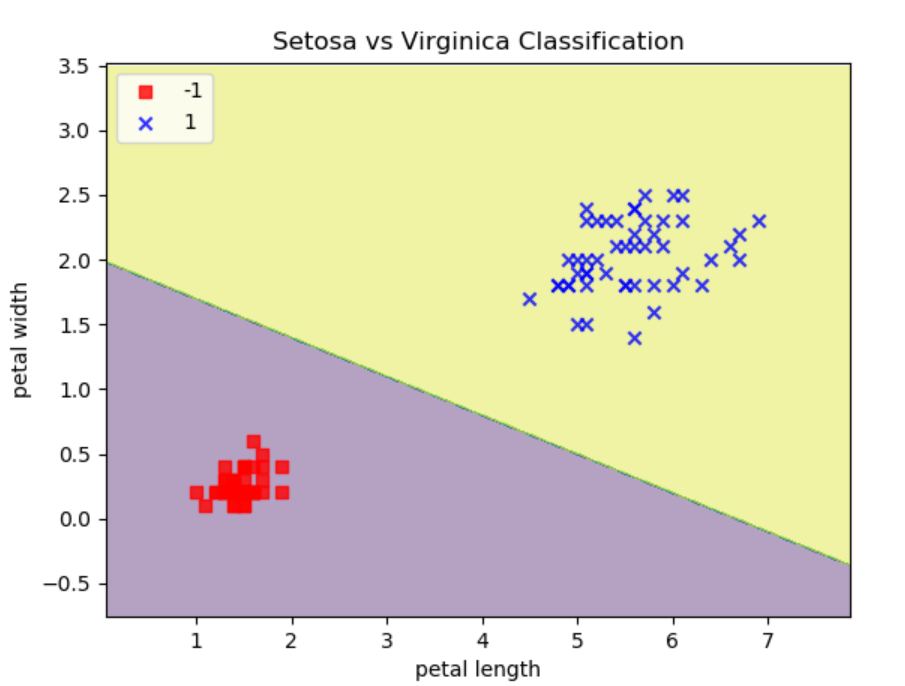 Setosa vs Virginica Classification
-1
1
petal width
3.5
3.0
2.5
2.0
1.5
1.0
0.5
0.0
−0.5
1 2 3 4 5 6 7
petal length